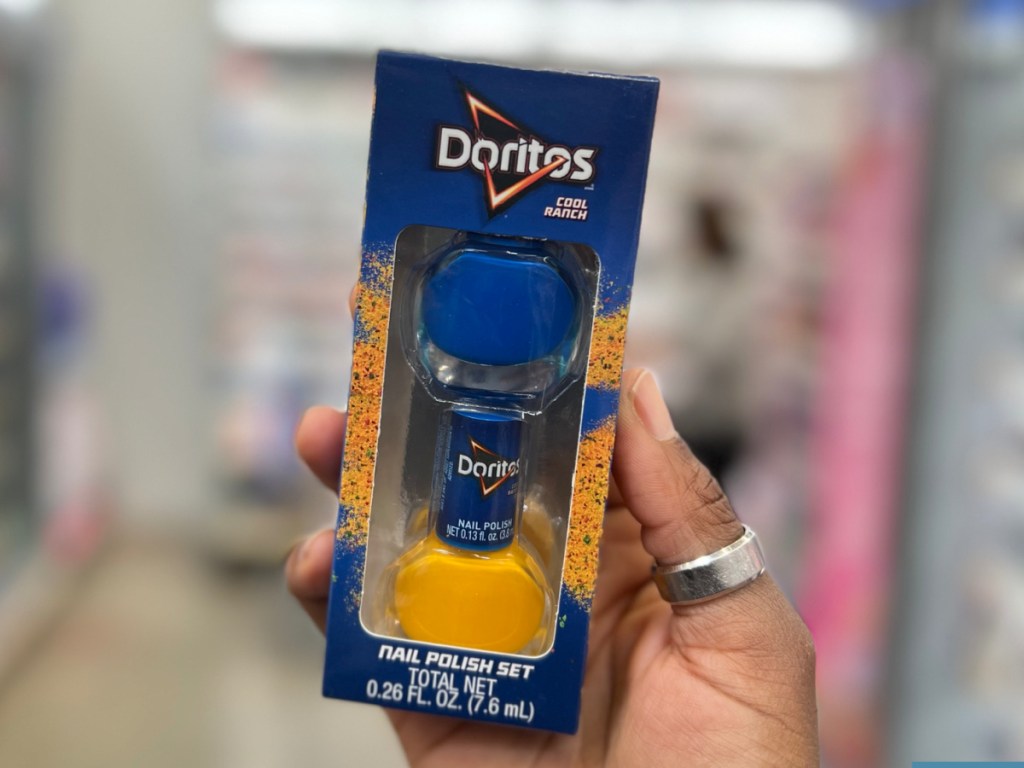 Doritos
COOL
RANCH
Doritos
NAIL POLISH
NET 0.13 fl. oz.
NAIL POLISH SET
TOTAL NET
0.26 FL. OZ. (7.6 mL)